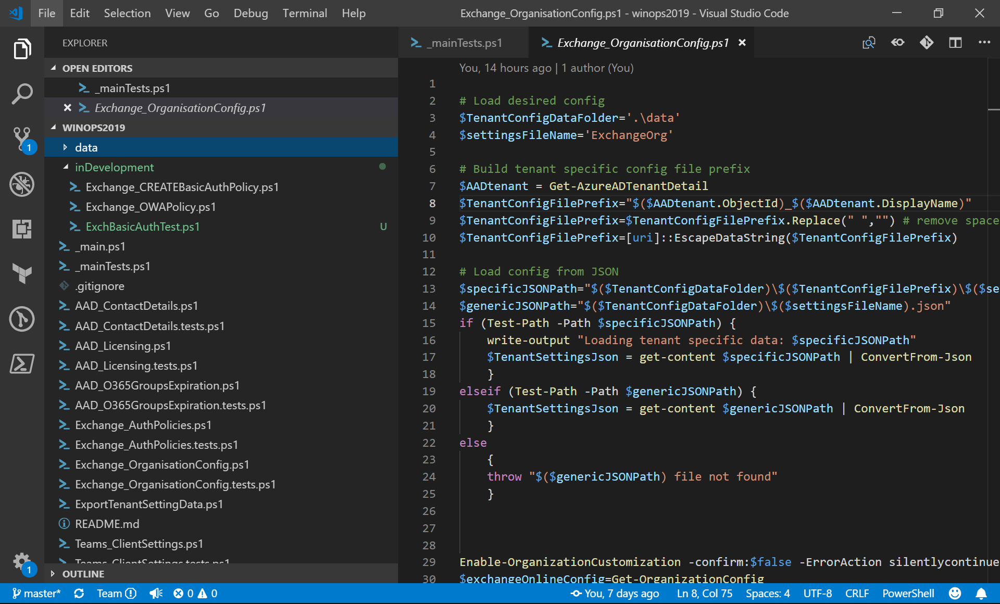 File Edit Selection View Go Debug Terminal Help
Exchange_OrganisationConfig.ps1 - winops2019 - Visual Studio Code
EXPLORER
OPEN EDITORS
_mainTests.ps1
Exchange_OrganisationConfig.ps1
WINOPS2019
data
inDevelopment
Exchange_CREATEBasicAuthPolicy.ps1
Exchange_OWAPolicy.ps1
ExchBasicAuthTest.ps1 U
_main.ps1
_mainTests.ps1
.gitignore
AAD_ContactDetails.ps1
AAD_ContactDetails.tests.ps1
AAD_Licensing.ps1
AAD_Licensing.tests.ps1
AAD_O365GroupsExpiration.ps1
AAD_O365GroupsExpiration.tests.ps1
Exchange_AuthPolicies.ps1
Exchange_AuthPolicies.tests.ps1
Exchange_OrganisationConfig.ps1
Exchange_OrganisationConfig.tests.ps1
ExportTenantSettingData.ps1
README.md
Teams_ClientSettings.ps1
Teams_ClientSettings.tests.ps1
OUTLINE
1
1
_mainTests.ps1
Exchange_OrganisationConfig.ps1
You, 14 hours ago | 1 author (You)
1
2 # Load desired config
3 $TenantConfigDataFolder='.\data'
4 $settingsFileName='ExchangeOrg'
5
6 # Build tenant specific config file prefix
7 $AADtenant = Get-AzureADTenantDetail
8 $TenantConfigFilePrefix="$($AADtenant.ObjectId)_$($AADtenant.DisplayName)"
9 $TenantConfigFilePrefix=$TenantConfigFilePrefix.Replace(" ","") # remove space
10 $TenantConfigFilePrefix=[uri]::EscapeDataString($TenantConfigFilePrefix)
11
12 # Load config from JSON
13 $specificJSONPath="$($TenantConfigDataFolder)\$($TenantConfigFilePrefix)\$($se
14 $genericJSONPath="$($TenantConfigDataFolder)\$($settingsFileName).json"
15 if (Test-Path -Path $specificJSONPath) {
16 write-output "Loading tenant specific data: $specificJSONPath"
17 $TenantSettingsJson = get-content $specificJSONPath | ConvertFrom-Json
18 }
19 elseif (Test-Path -Path $genericJSONPath) {
20 $TenantSettingsJson = get-content $genericJSONPath | ConvertFrom-Json
21 }
22 else
23 {
24 throw "$($genericJSONPath) file not found"
25 }
26
27
28
29 Enable-OrganizationCustomization -confirm:$false -ErrorAction silentlycontinue
30 $exchangeOnlineConfig=Get-OrganizationConfig
master* Team 0 0 You, 7 days ago Ln 8, Col 75 Spaces: 4 UTF-8 CRLF PowerShell